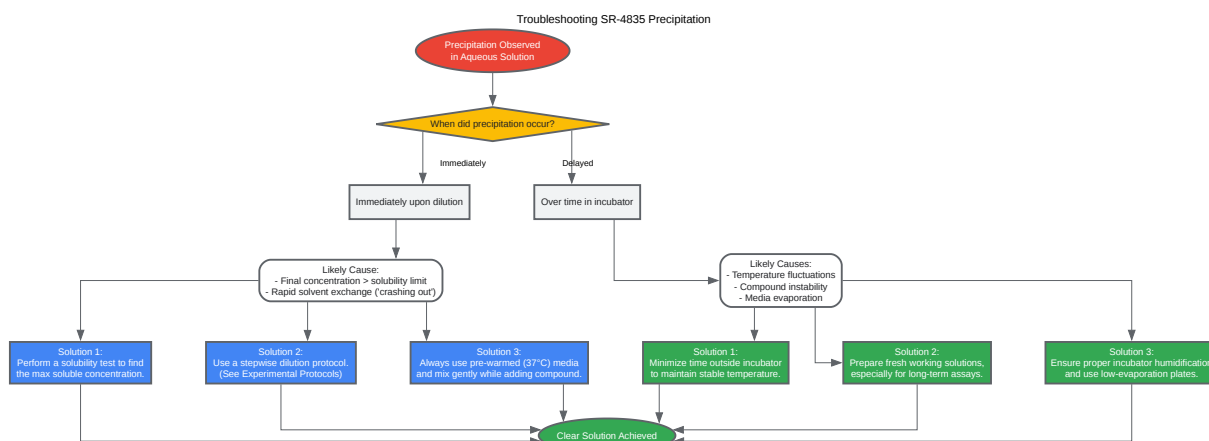 Troubleshooting SR-4835 Precipitation
Precipitation Observed
in Aqueous Solution
When did precipitation occur?
Immediately
Delayed
Immediately upon dilution
Over time in incubator
Likely Cause:
- Final concentration > solubility limit
- Rapid solvent exchange ('crashing out')
Likely Causes:
- Temperature fluctuations
- Compound instability
- Media evaporation
Solution 1:
Perform a solubility test to find
the max soluble concentration.
Solution 2:
Use a stepwise dilution protocol.
(See Experimental Protocols)
Solution 3:
Always use pre-warmed (37°C) media
and mix gently while adding compound.
Solution 1:
Minimize time outside incubator
to maintain stable temperature.
Solution 2:
Prepare fresh working solutions,
especially for long-term assays.
Solution 3:
Ensure proper incubator humidification
and use low-evaporation plates.
Clear Solution Achieved